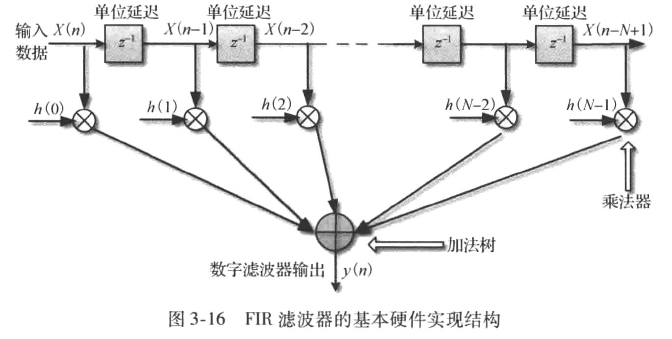 单位延迟 单位延迟 单位延迟 单位延迟
输入 X(n) X(n−1) X(n−2) X(n−N+1)
数据 z⁻¹ z⁻¹ z⁻¹ z⁻¹
h(0) h(1) h(2) h(N−2) h(N−1)
乘法器
加法树
数字滤波器输出 y(n)
图 3-16 FIR 滤波器的基本硬件实现结构